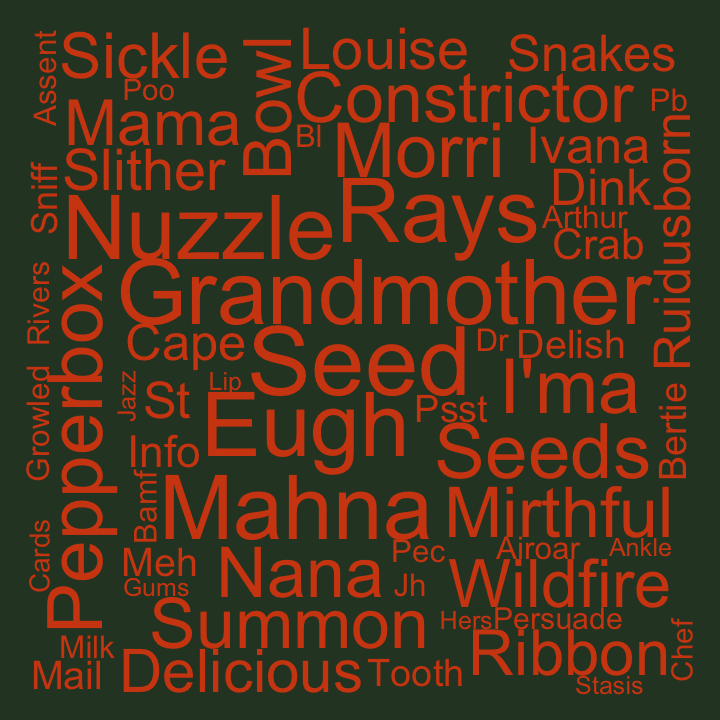 Assent
Sickle
Poo
Bowl
Louise
Snakes
Constrictor
Pb
Mama
Bl
Morri
Ivana
Slither
Sniff
Nuzzle
Rays
Dink
Arthur
Crab
Ruidusborn
Rivers
Pepperbox
Grandmother
Cape
Seed
Dr
Delish
Jazz
Lip
St
I'ma
Growled
Eugh
Psst
Bertie
Info
Seeds
Bamf
Mahna
Mirthful
Cards
Meh
Nana
Pec
Airoar
Ankle
Gums
Jh
Wildfire
Summon
Hers
Persuade
Chef
Milk
Ribbon
Mail
Delicious
Tooth
Stasis